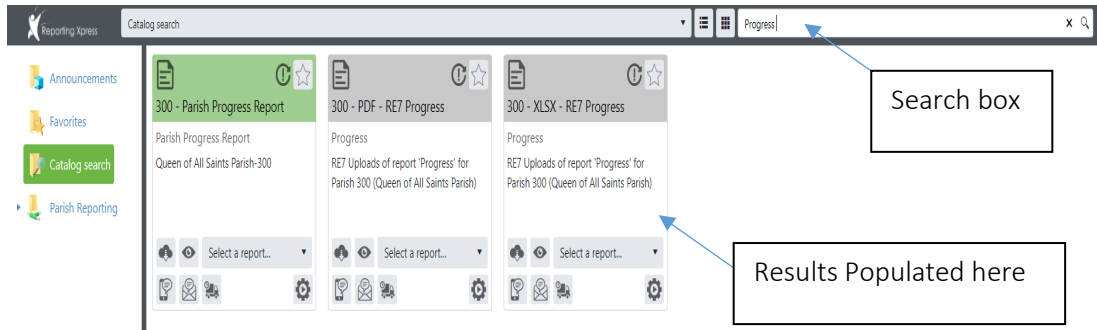 Reporting Xpress
Catalog search
Progress
Announcements
Favorites
Catalog search
Parish Reporting
300 - Parish Progress Report
Parish Progress Report
Queen of All Saints Parish-300
Select a report...
300 - PDF - RE7 Progress
Progress
RE7 Uploads of report 'Progress' for
Parish 300 (Queen of All Saints Parish)
Select a report...
300 - XLSX - RE7 Progress
Progress
RE7 Uploads of report 'Progress' for
Parish 300 (Queen of All Saints Parish)
Select a report...
Search box
Results Populated here